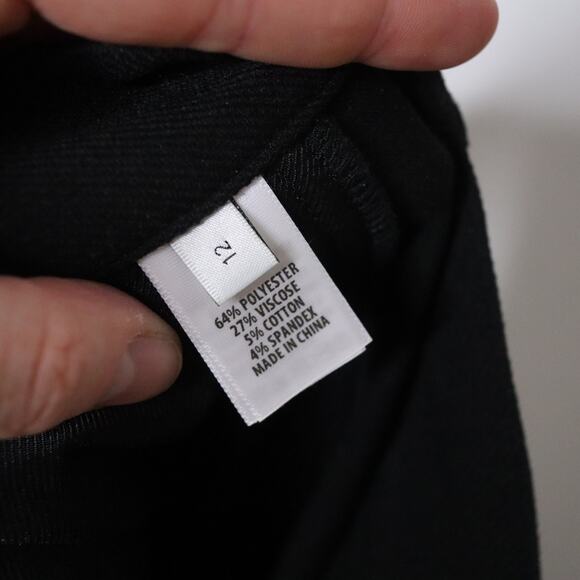 12
64% POLYESTER
27% VISCOSE
5% COTTON
4% SPANDEX
MADE IN CHINA